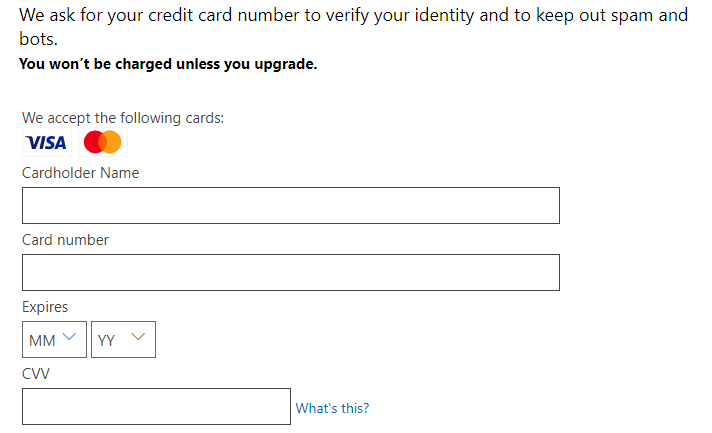 We ask for your credit card number to verify your identity and to keep out spam and
bots.
You won't be charged unless you upgrade.
We accept the following cards:
VISA
Cardholder Name
Card number
Expires
MM YY
CVV
What's this?